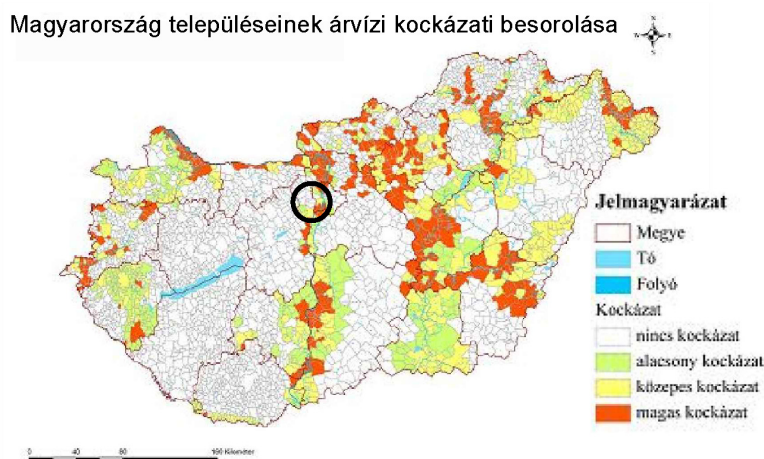 Magyarország településeinek árvízi kockázati besorolása
N
W E
S
Jelmagyarázat
Megye
Tó
Folyó
Kockázat
nincs kockázat
alacsony kockázat
közepes kockázat
magas kockázat
0 40 80 160 Kilométer